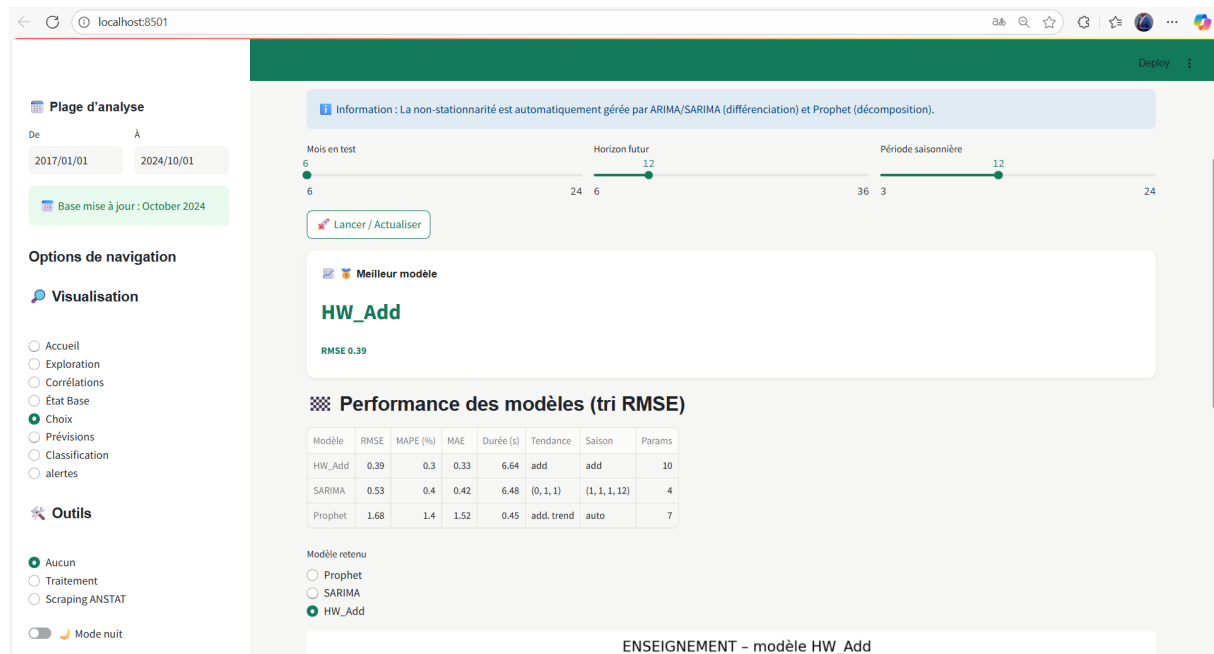 localhost:8501
Deploy
Plage d'analyse
De À
2017/01/01 2024/10/01
Base mise à jour : October 2024
Options de navigation
Visualisation
Accueil
Exploration
Corrélations
État Base
Choix
Prévisions
Classification
alertes
Outils
Aucun
Traitement
Scraping ANSTAT
Mode nuit
Information : La non-stationnarité est automatiquement gérée par ARIMA/SARIMA (différenciation) et Prophet (décomposition).
Mois en test Horizon futur Période saisonnière
6 12 12
6 24 6 36 3 24
Lancer / Actualiser
Meilleur modèle
HW_Add
RMSE 0.39
Performance des modèles (tri RMSE)
Modèle RMSE MAPE (%) MAE Durée (s) Tendance Saison Params
HW_Add 0.39 0.3 0.33 6.64 add add 10
SARIMA 0.53 0.4 0.42 6.48 (0, 1, 1) (1, 1, 1, 12) 4
Prophet 1.68 1.4 1.52 0.45 add. trend auto 7
Modèle retenu
Prophet
SARIMA
HW_Add
ENSEIGNEMENT – modèle HW_Add